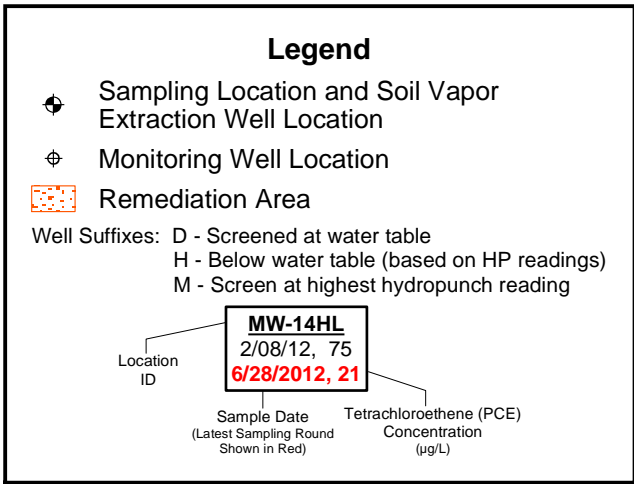 Legend
Sampling Location and Soil Vapor
Extraction Well Location
Monitoring Well Location
Remediation Area
Well Suffixes: D - Screened at water table
H - Below water table (based on HP readings)
M - Screen at highest hydropunch reading
MW-14HL
2/08/12, 75
6/28/2012, 21
Location
ID
Sample Date
(Latest Sampling Round
Shown in Red)
Tetrachloroethene (PCE)
Concentration
(µg/L)